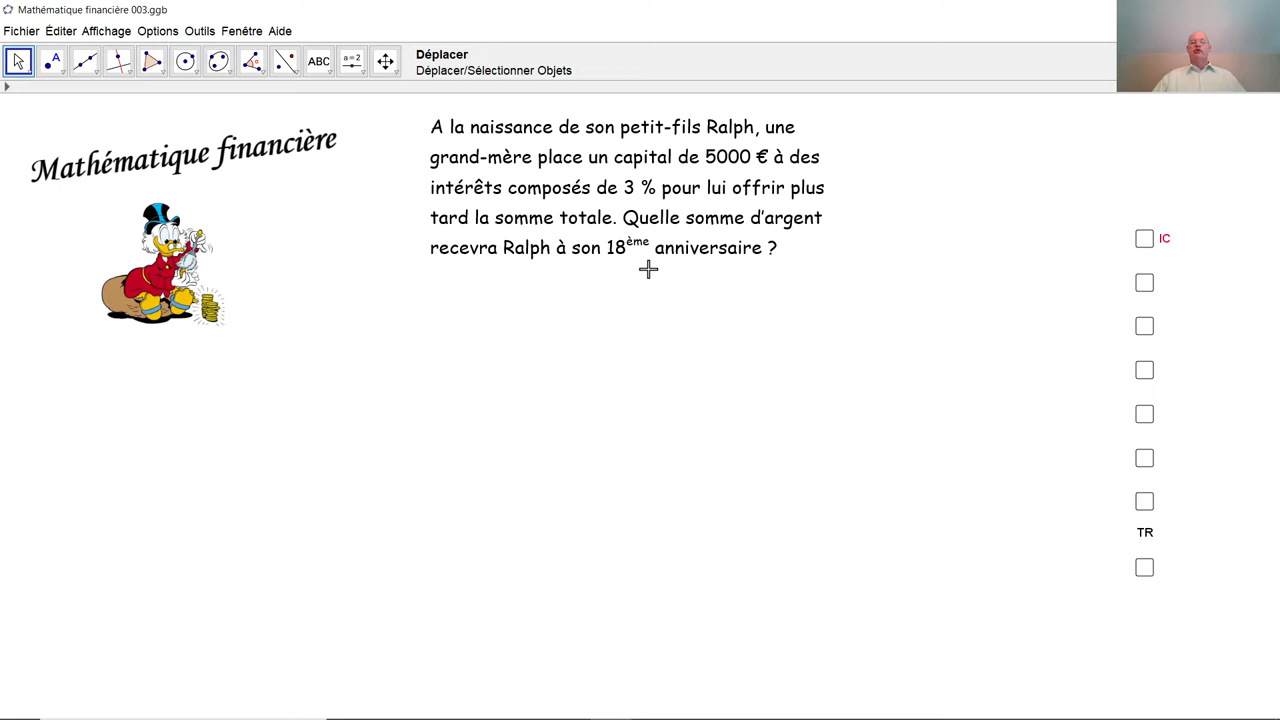 Mathématique financière 003.ggb
Fichier Éditer Affichage Options Outils Fenêtre Aide
A
ABC
a=2
Déplacer
Déplacer/Sélectionner Objets
Mathématique financière
A la naissance de son petit-fils Ralph, une
grand-mère place un capital de 5000 € à des
intérêts composés de 3 % pour lui offrir plus
tard la somme totale. Quelle somme d’argent
recevra Ralph à son 18ème anniversaire ?
IC
TR